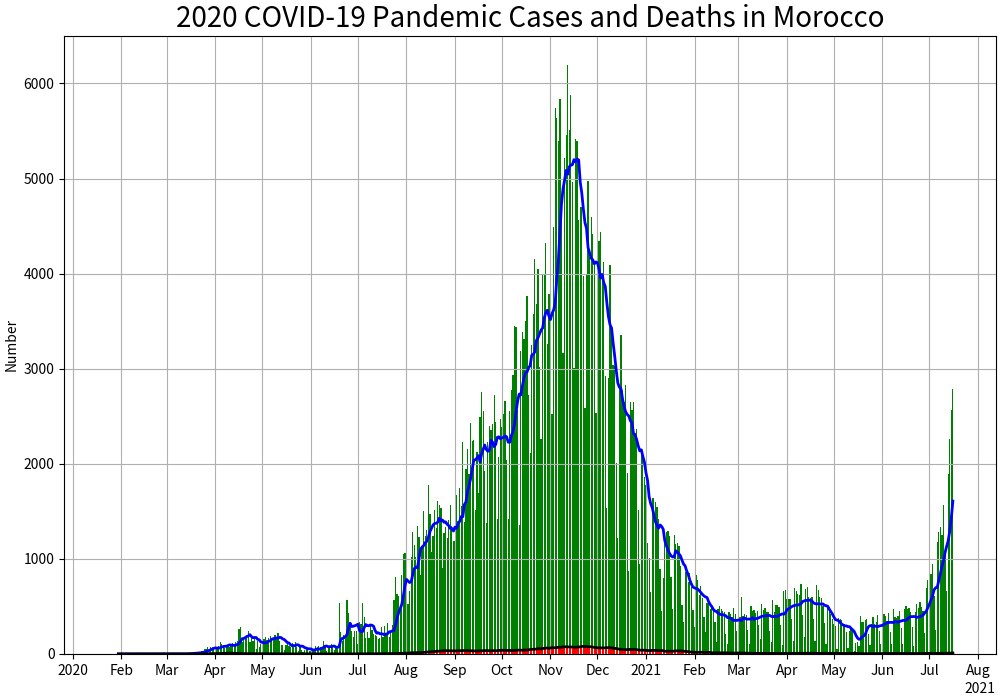 2020 COVID-19 Pandemic Cases and Deaths in Morocco
Number
6000
5000
4000
3000
2000
1000
0
2020 Feb Mar Apr May Jun Jul Aug Sep Oct Nov Dec 2021 Feb Mar Apr May Jun Jul Aug
2021